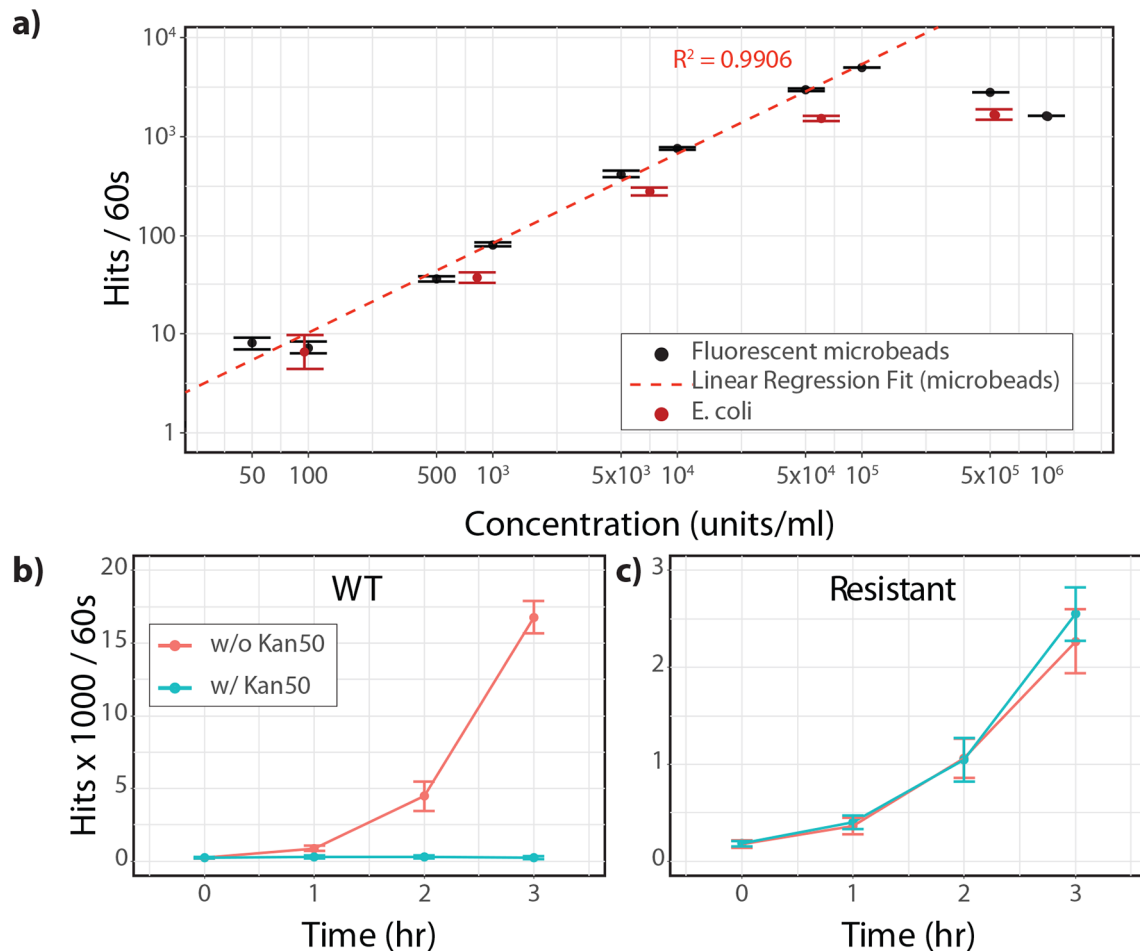 a)
10⁴
10³
100
10
1
Hits / 60s
R² = 0.9906
Fluorescent microbeads
Linear Regression Fit (microbeads)
E. coli
50 100 500 10³ 5x10³ 10⁴ 5x10⁴ 10⁵ 5x10⁵ 10⁶
Concentration (units/ml)
b)
20
15
10
5
0
Hits x 1000 / 60s
WT
w/o Kan50
w/ Kan50
0 1 2 3
Time (hr)
c)
3
2
1
0
Resistant
0 1 2 3
Time (hr)